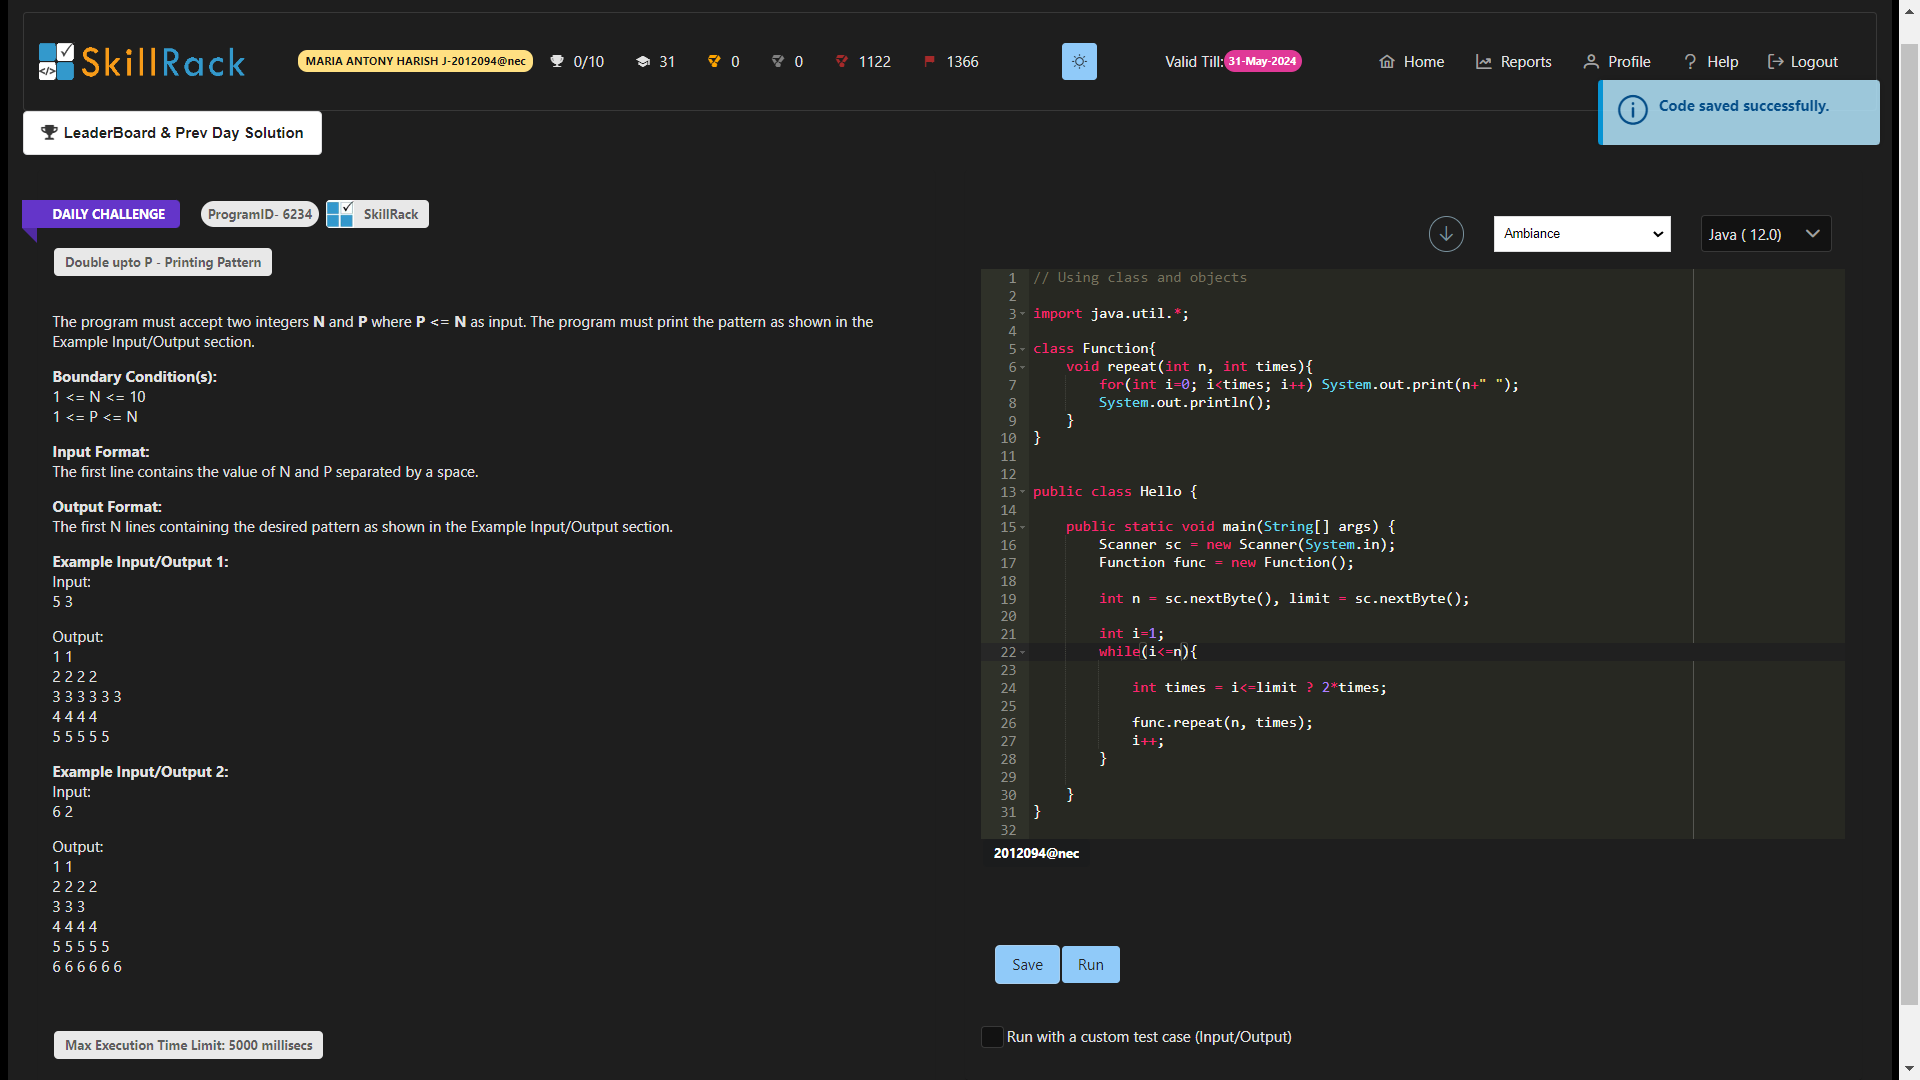 SkillRack
MARIA ANTONY HARISH J-2012094@nec
0/10
31
0
0
1122
1366
Valid Till:31-May-2024
Home
Reports
Profile
? Help
Logout
Code saved successfully.
LeaderBoard & Prev Day Solution
DAILY CHALLENGE
ProgramID- 6234
SkillRack
Double upto P - Printing Pattern
The program must accept two integers N and P where P <= N as input. The program must print the pattern as shown in the
Example Input/Output section.
Boundary Condition(s):
1 <= N <= 10
1 <= P <= N
Input Format:
The first line contains the value of N and P separated by a space.
Output Format:
The first N lines containing the desired pattern as shown in the Example Input/Output section.
Example Input/Output 1:
Input:
5 3
Output:
1 1
2 2 2 2
3 3 3 3 3 3
4 4 4 4
5 5 5 5 5
Example Input/Output 2:
Input:
6 2
Output:
1 1
2 2 2 2
3 3 3
4 4 4 4
5 5 5 5 5
6 6 6 6 6 6
Max Execution Time Limit: 5000 millisecs
Ambiance
Java ( 12.0)
1 // Using class and objects
2
3 import java.util.*;
4
5 class Function{
6 void repeat(int n, int times){
7 for(int i=0; i<times; i++) System.out.print(n+" ");
8 System.out.println();
9 }
10 }
11
12
13 public class Hello {
14
15 public static void main(String[] args) {
16 Scanner sc = new Scanner(System.in);
17 Function func = new Function();
18
19 int n = sc.nextByte(), limit = sc.nextByte();
20
21 int i=1;
22 while(i<=n){
23
24 int times = i<=limit ? 2*times;
25
26 func.repeat(n, times);
27 i++;
28 }
29
30 }
31 }
32
2012094@nec
Save
Run
Run with a custom test case (Input/Output)